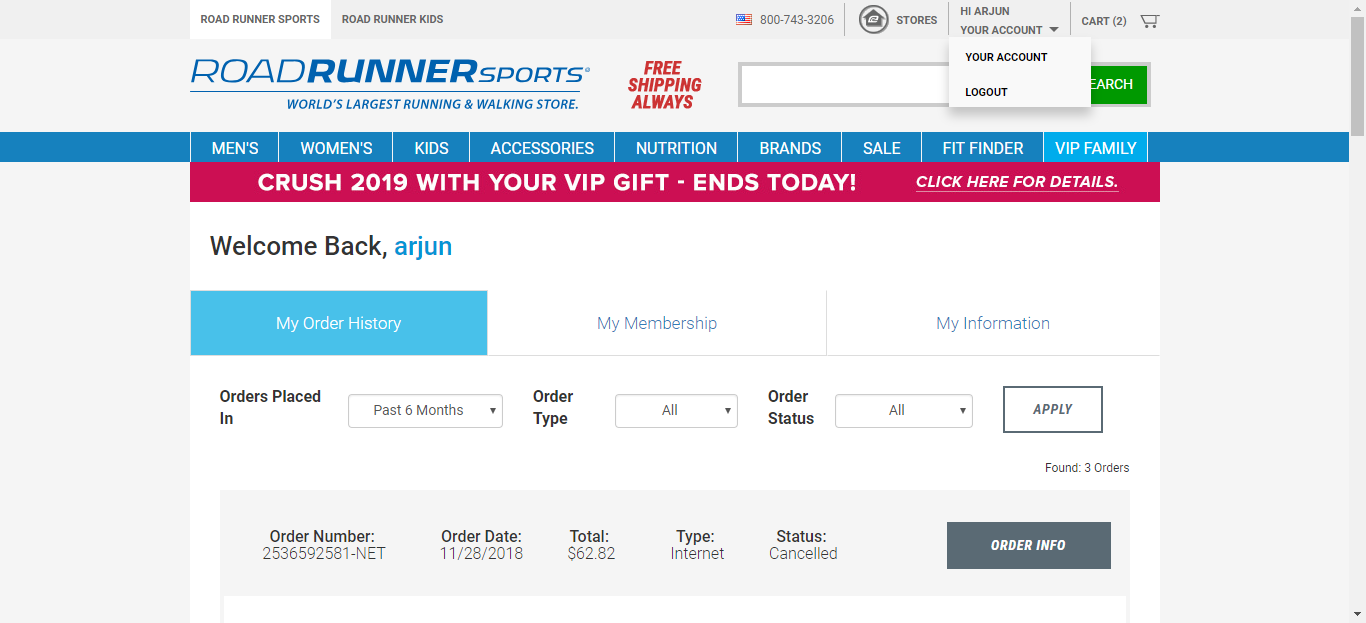 ROAD RUNNER SPORTS
ROAD RUNNER KIDS
800-743-3206
STORES
HI ARJUN
YOUR ACCOUNT
CART (2)
YOUR ACCOUNT
LOGOUT
ROADRUNNERSPORTS
WORLD'S LARGEST RUNNING & WALKING STORE.
FREE
SHIPPING
ALWAYS
EARCH
MEN'S
WOMEN'S
KIDS
ACCESSORIES
NUTRITION
BRANDS
SALE
FIT FINDER
VIP FAMILY
CRUSH 2019 WITH YOUR VIP GIFT - ENDS TODAY!
CLICK HERE FOR DETAILS.
Welcome Back, arjun
My Order History
My Membership
My Information
Orders Placed
In
Past 6 Months
Order
Type
All
Order
Status
All
APPLY
Found: 3 Orders
Order Number:
2536592581-NET
Order Date:
11/28/2018
Total:
$62.82
Type:
Internet
Status:
Cancelled
ORDER INFO